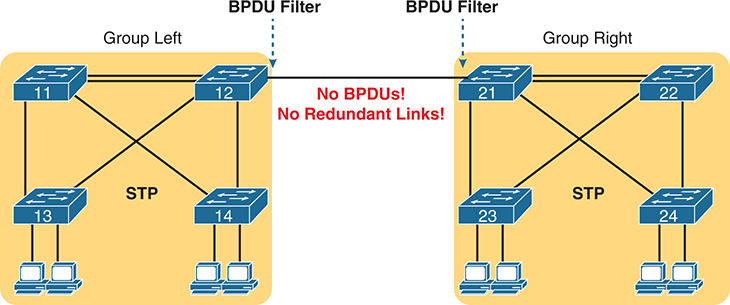 BPDU Filter
BPDU Filter
Group Left
Group Right
11
12
21
22
No BPDUs!
No Redundant Links!
STP
STP
13
14
23
24